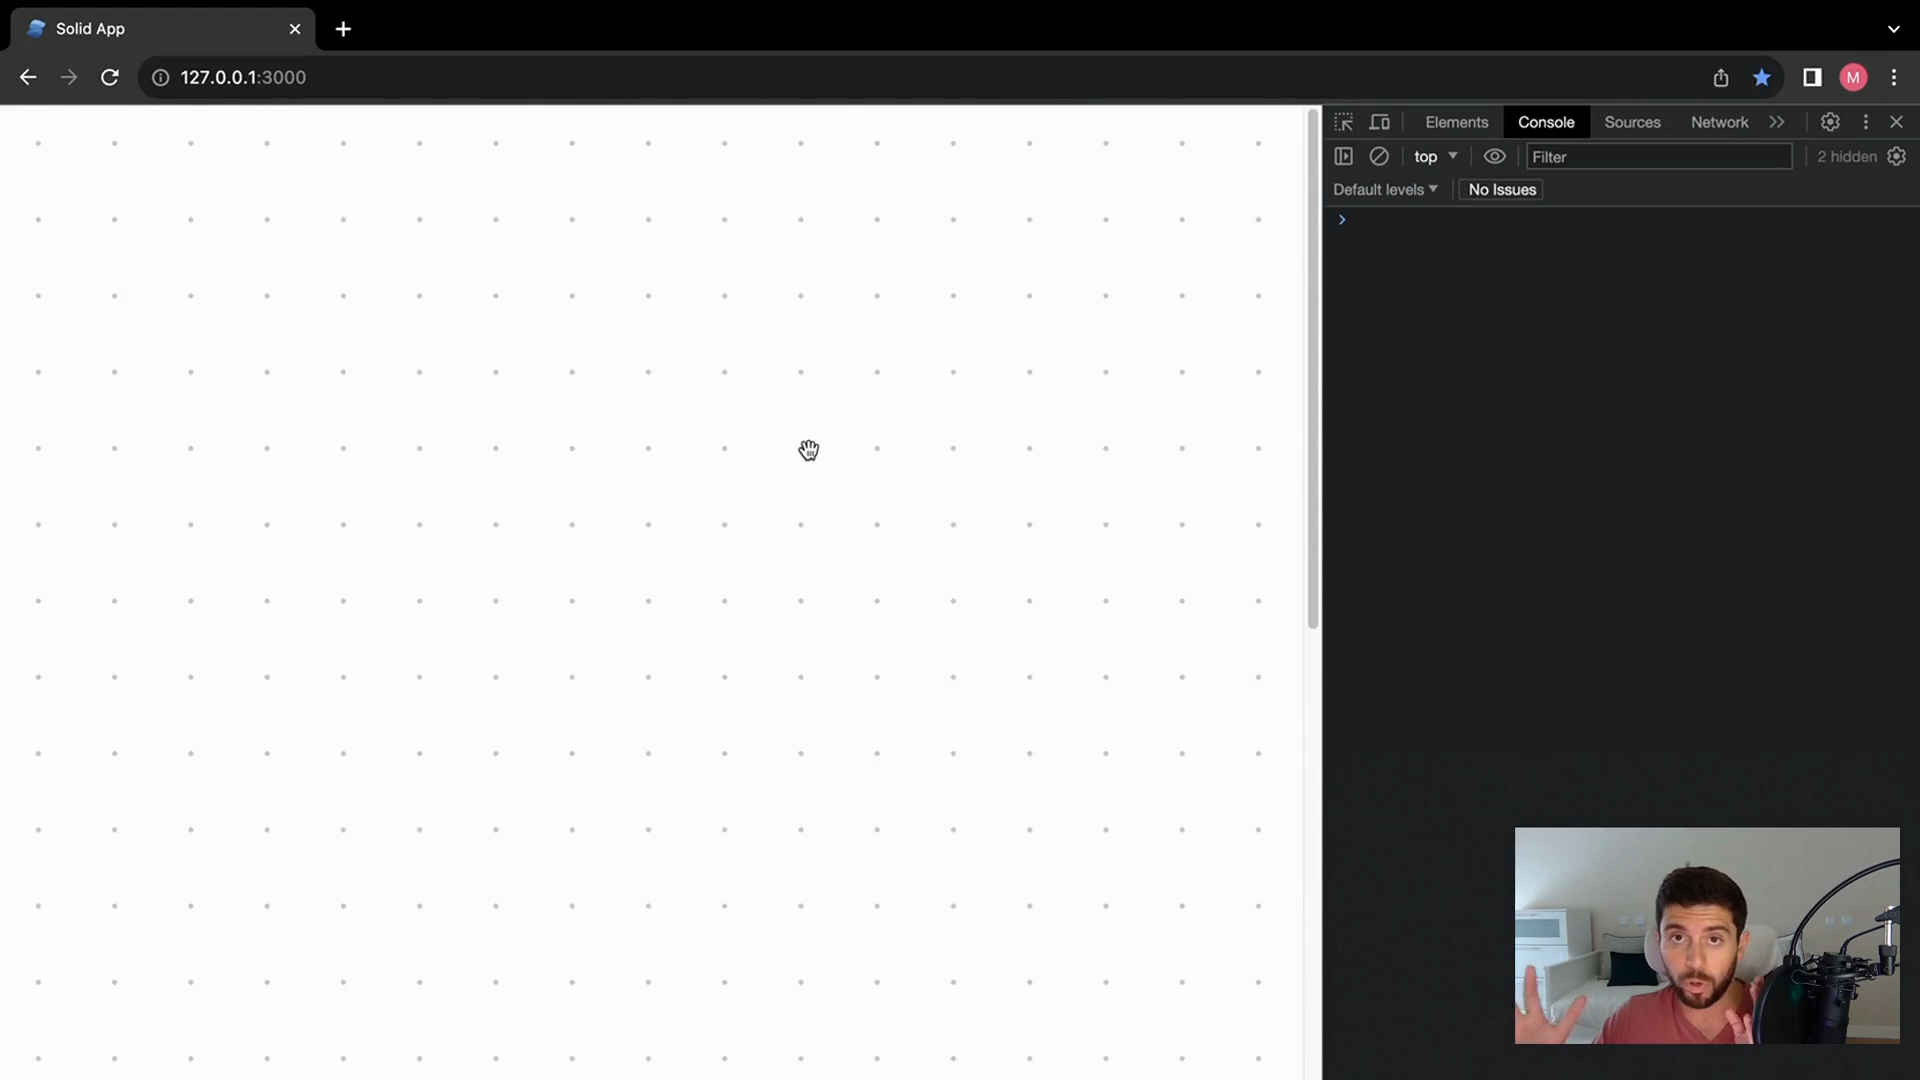 Solid App
127.0.0.1:3000
M
Elements Console Sources Network
top Filter 2 hidden
Default levels No Issues